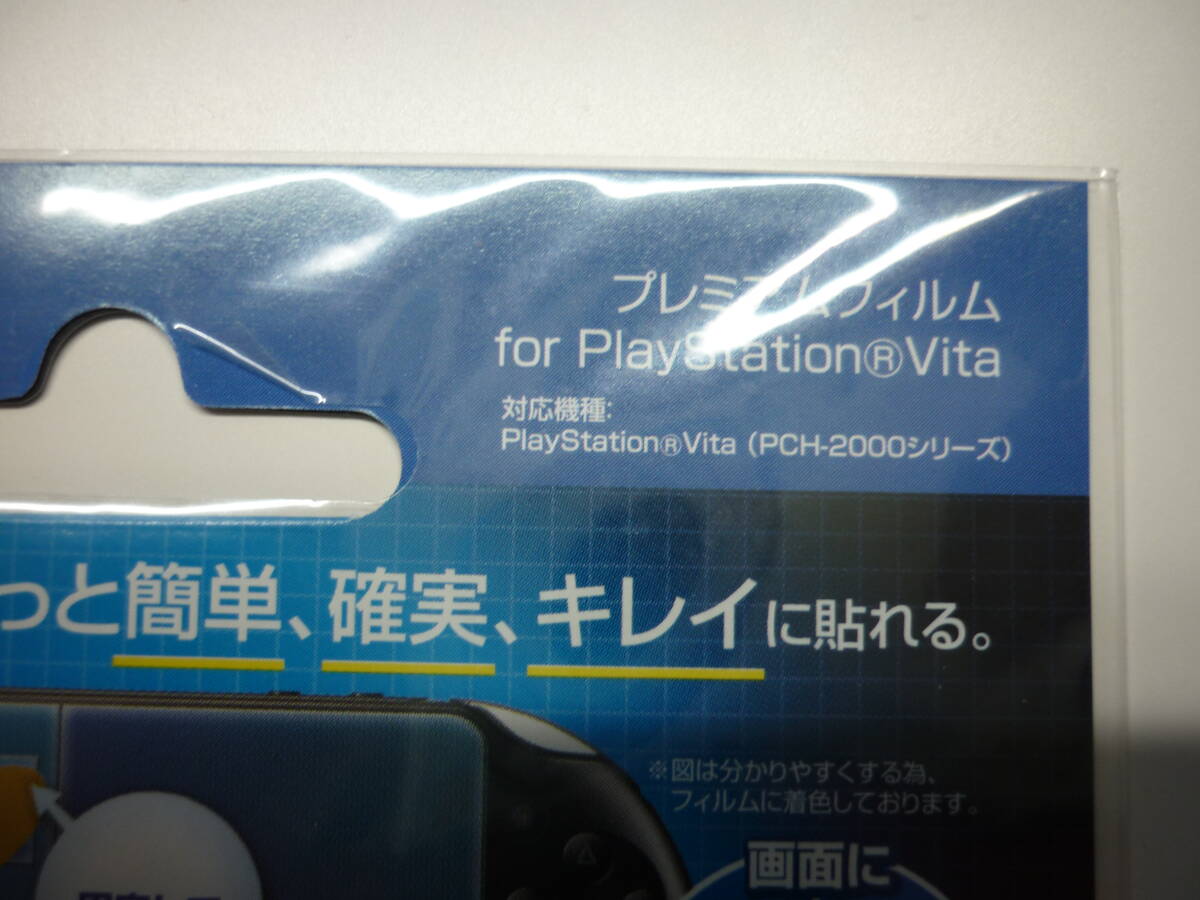 プレミアムフィルム
for PlayStation®Vita
対応機種:
PlayStation®Vita (PCH-2000シリーズ)
っと簡単、確実、キレイに貼れる。
※図は分かりやすくする為、
フィルムに着色しております。
画面に